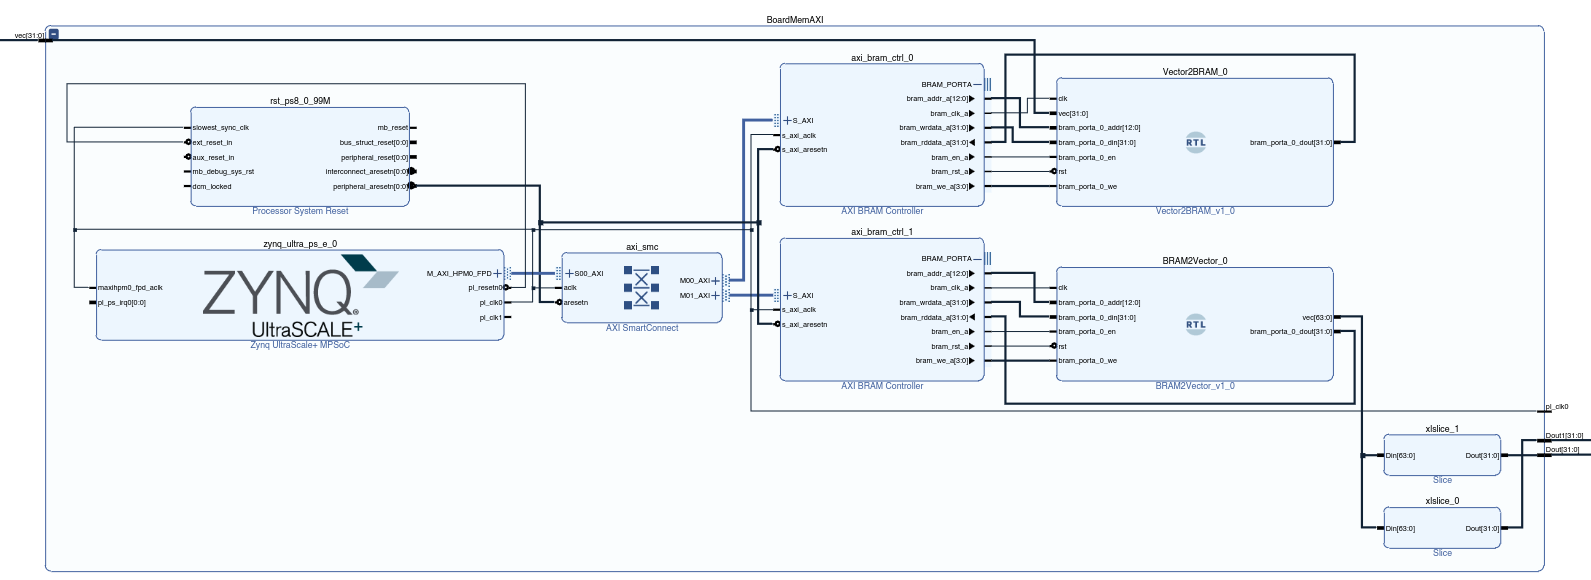 BoardMemAXI
vec[31:0]
rst_ps8_0_99M
slowest_sync_clk
ext_reset_in
aux_reset_in
mb_debug_sys_rst
dcm_locked
mb_reset
bus_struct_reset[0:0]
peripheral_reset[0:0]
interconnect_aresetn[0:0]
peripheral_aresetn[0:0]
Processor System Reset
zynq_ultra_ps_e_0
maxihpm0_fpd_aclk
pl_ps_irq0[0:0]
ZYNQ
UltraSCALE+
M_AXI_HPM0_FPD
pl_resetn0
pl_clk0
pl_clk1
Zynq UltraScale+ MPSoC
axi_smc
S00_AXI
aclk
aresetn
M00_AXI
M01_AXI
AXI SmartConnect
axi_bram_ctrl_0
S_AXI
s_axi_aclk
s_axi_aresetn
BRAM_PORTA
bram_addr_a[12:0]
bram_clk_a
bram_wrdata_a[31:0]
bram_rddata_a[31:0]
bram_en_a
bram_rst_a
bram_we_a[3:0]
AXI BRAM Controller
Vector2BRAM_0
clk
vec[31:0]
bram_porta_0_addr[12:0]
bram_porta_0_din[31:0]
bram_porta_0_en
rst
bram_porta_0_we
RTL
bram_porta_0_dout[31:0]
Vector2BRAM_v1_0
axi_bram_ctrl_1
S_AXI
s_axi_aclk
s_axi_aresetn
BRAM_PORTA
bram_addr_a[12:0]
bram_clk_a
bram_wrdata_a[31:0]
bram_rddata_a[31:0]
bram_en_a
bram_rst_a
bram_we_a[3:0]
AXI BRAM Controller
BRAM2Vector_0
clk
bram_porta_0_addr[12:0]
bram_porta_0_din[31:0]
bram_porta_0_en
rst
bram_porta_0_we
RTL
vec[63:0]
bram_porta_0_dout[31:0]
BRAM2Vector_v1_0
pl_clk0
Dout1[31:0]
Dout[31:0]
xlslice_1
Din[63:0]
Dout[31:0]
Slice
xlslice_0
Din[63:0]
Dout[31:0]
Slice